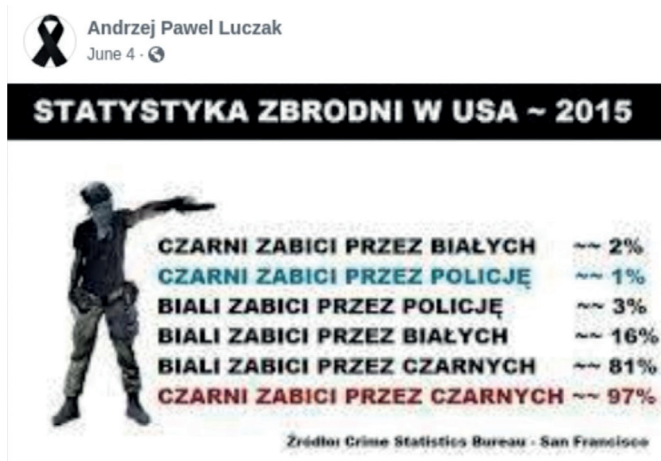 Andrzej Pawel Luczak
June 4 ·
STATYSTYKA ZBRODNI W USA ~ 2015
CZARNI ZABICI PRZEZ BIAŁYCH ~~ 2%
CZARNI ZABICI PRZEZ POLICJĘ ~~ 1%
BIALI ZABICI PRZEZ POLICJĘ ~~ 3%
BIALI ZABICI PRZEZ BIAŁYCH ~~ 16%
BIALI ZABICI PRZEZ CZARNYCH ~~ 81%
CZARNI ZABICI PRZEZ CZARNYCH ~~ 97%
Źródło: Crime Statistics Bureau - San Francisco